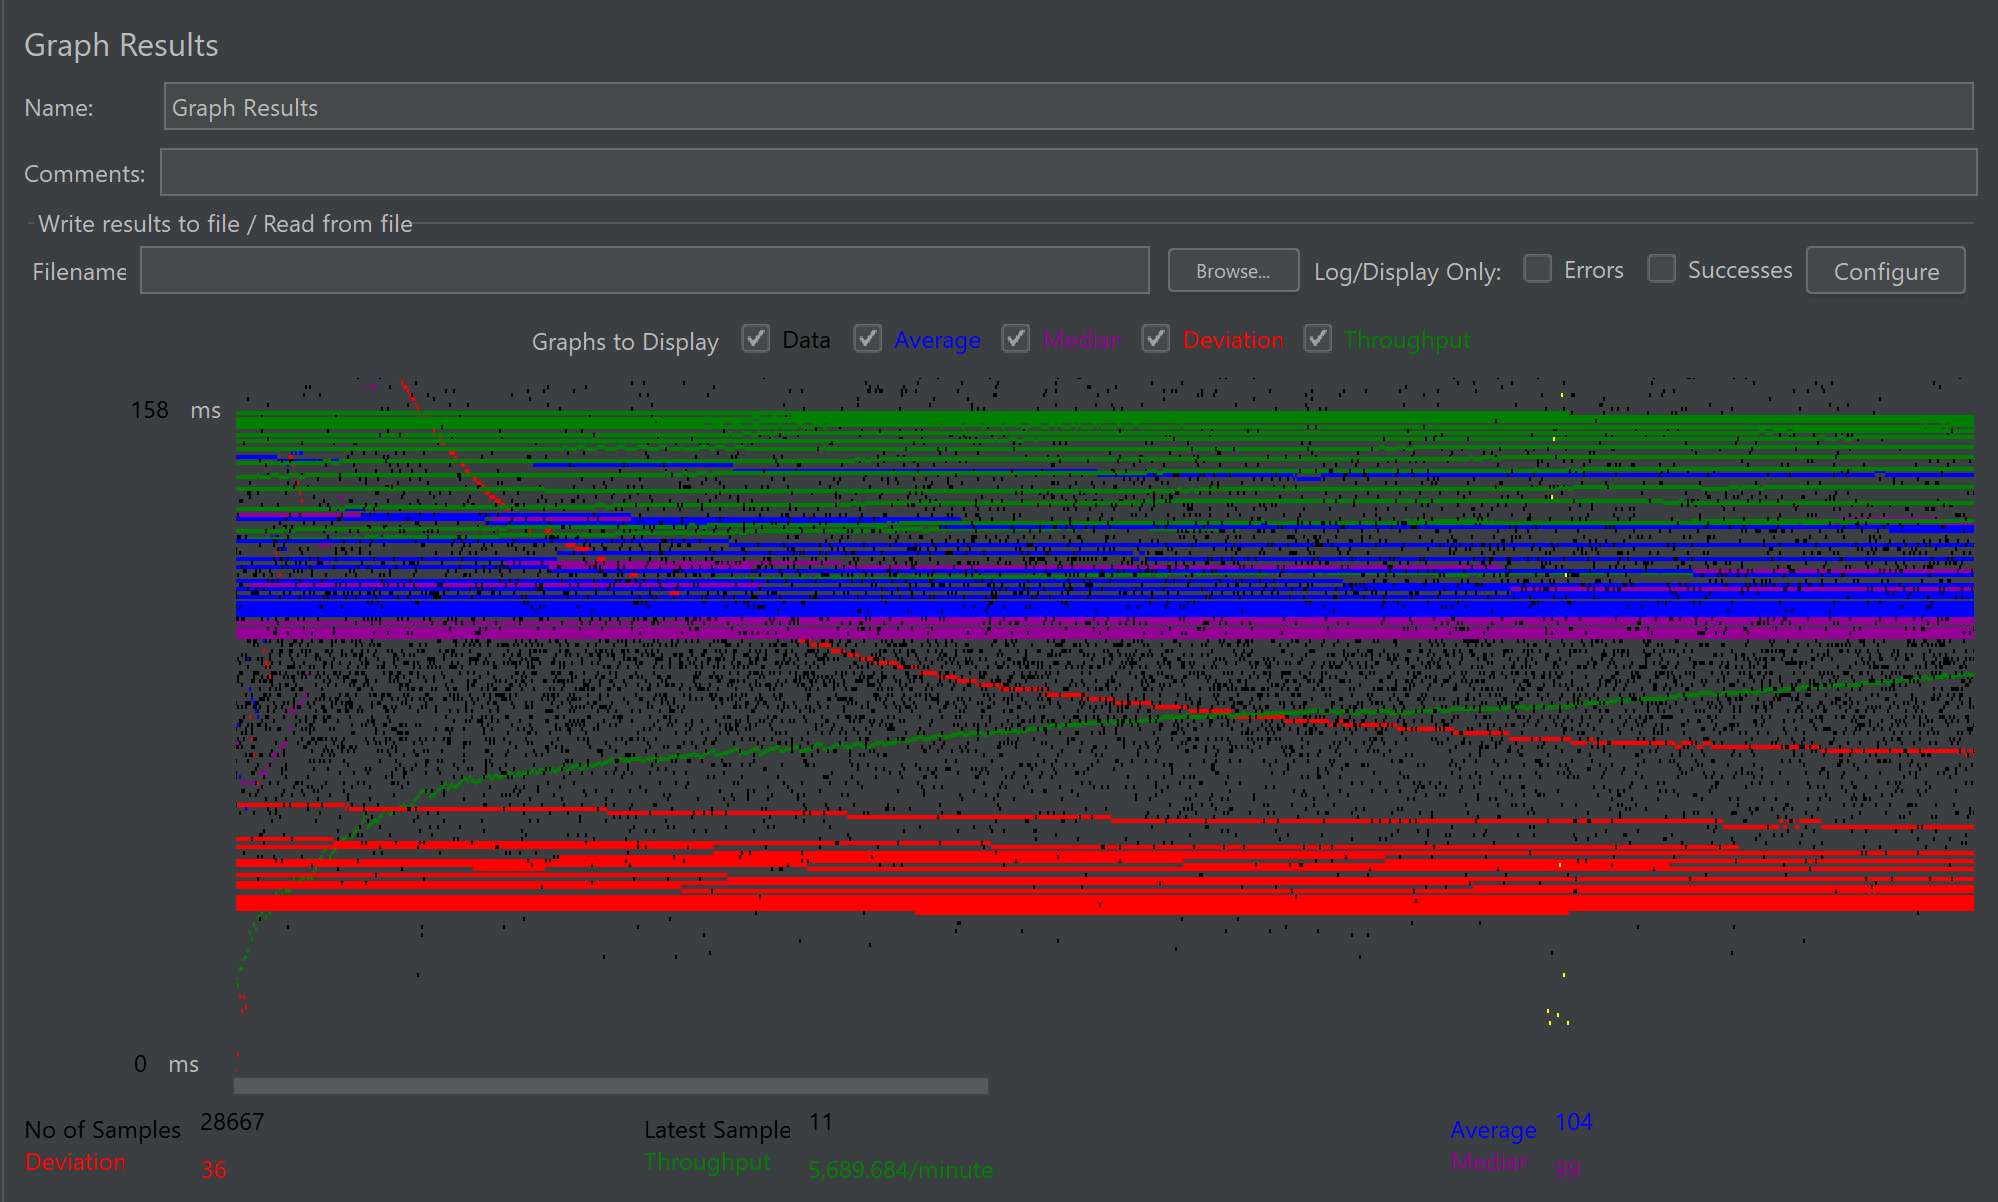 Graph Results
Name: Graph Results
Comments:
Write results to file / Read from file
Filename Browse... Log/Display Only: Errors Successes Configure
Graphs to Display Data Average Median Deviation Throughput
158 ms
0 ms
No of Samples 28667 Latest Sample 11 Average 104
Deviation 36 Throughput 5,689.684/minute Median 99